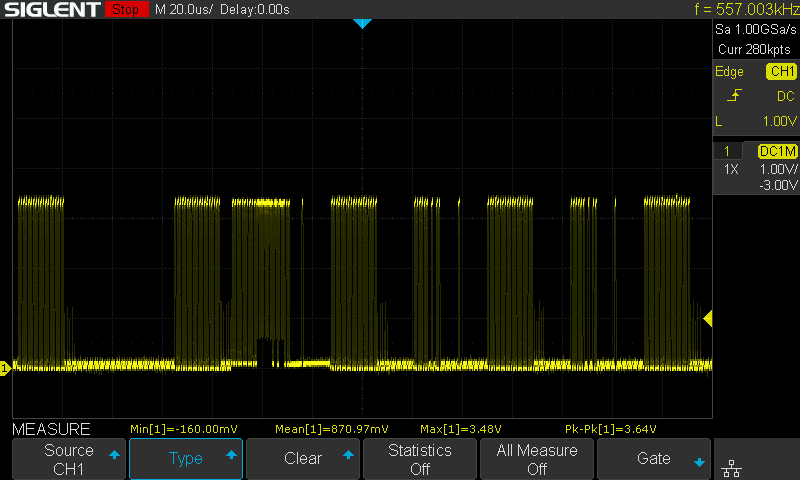 SIGLENT Stop M 20.0us/ Delay:0.00s f = 557.003kHz
Sa 1.00GSa/s
Curr 280kpts
Edge CH1
DC
L 1.00V
1 DC1M
1X 1.00V/
-3.00V
1
MEASURE Min[1]=-160.00mV Mean[1]=870.97mV Max[1]=3.48V Pk-Pk[1]=3.64V
Source CH1
Type
Clear
Statistics Off
All Measure Off
Gate